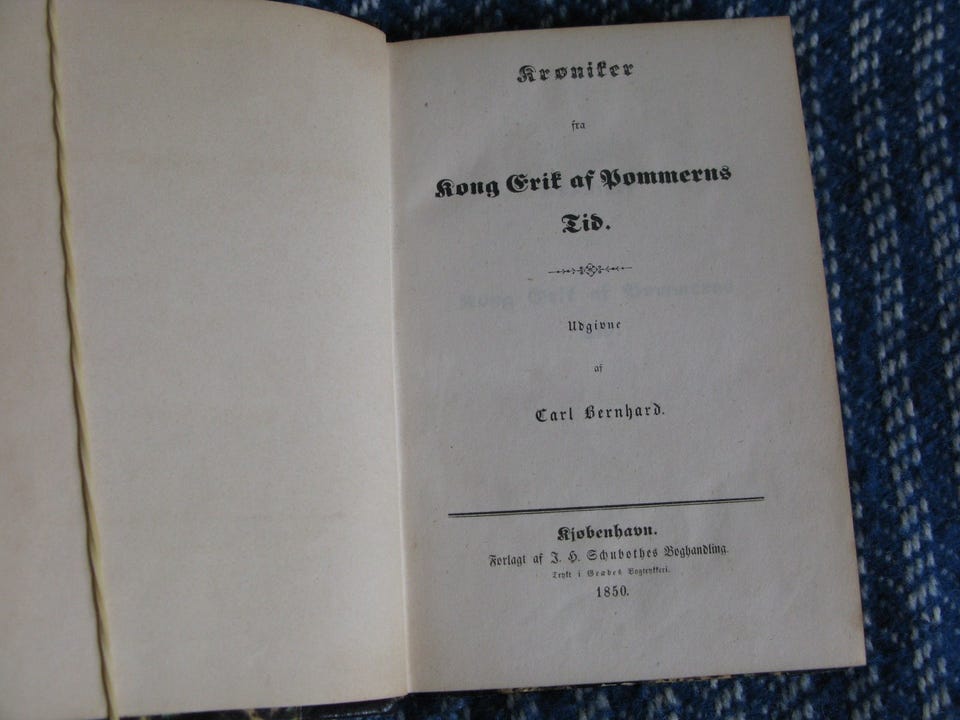 Krøniker
fra
Kong Erik af Pommerns
Tid.
Udgivne
af
Carl Bernhard.
Kjøbenhavn.
Forlagt af J. H. Schubothes Boghandling.
Trykt i Græbes Bogtrykkeri.
1850.